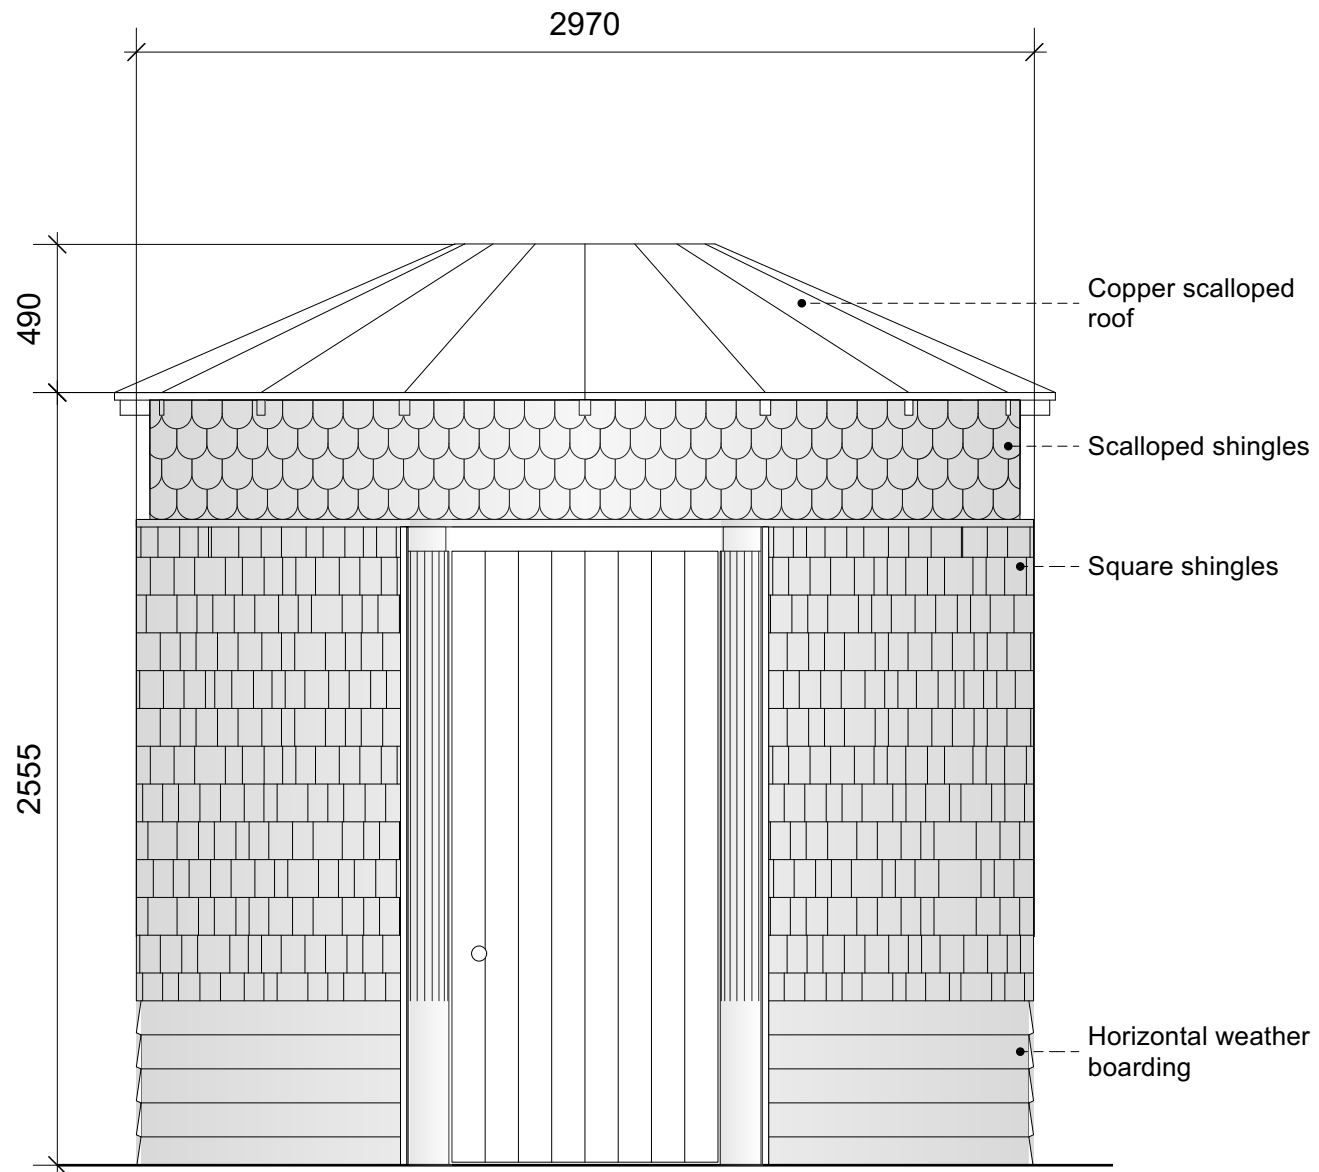 2970
490
Copper scalloped
roof
Scalloped shingles
Square shingles
2555
Horizontal weather
boarding